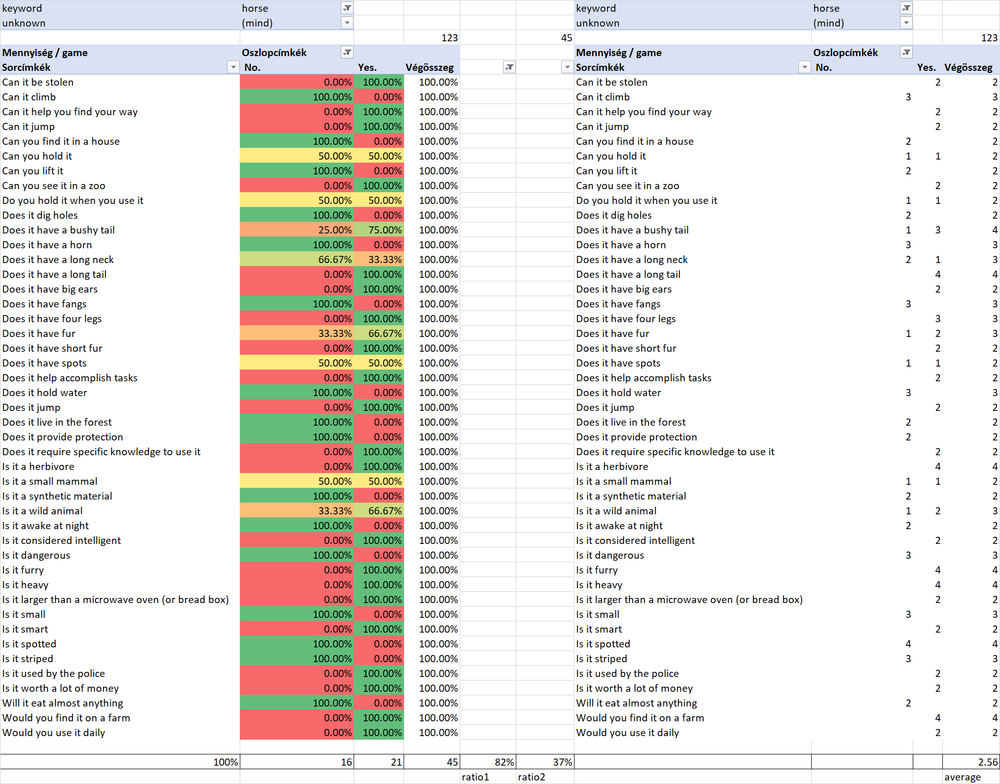 keyword horse keyword horse
unknown (mind) unknown (mind)
123 45 123
Mennyiség / game Oszlopcímkék Mennyiség / game Oszlopcímkék
Sorcímkék No. Yes. Végösszeg Sorcímkék No. Yes. Végösszeg
Can it be stolen 0.00% 100.00% 100.00% Can it be stolen 2 2
Can it climb 100.00% 0.00% 100.00% Can it climb 3 3
Can it help you find your way 0.00% 100.00% 100.00% Can it help you find your way 2 2
Can it jump 0.00% 100.00% 100.00% Can it jump 2 2
Can you find it in a house 100.00% 0.00% 100.00% Can you find it in a house 2 2
Can you hold it 50.00% 50.00% 100.00% Can you hold it 1 1 2
Can you lift it 100.00% 0.00% 100.00% Can you lift it 2 2
Can you see it in a zoo 0.00% 100.00% 100.00% Can you see it in a zoo 2 2
Do you hold it when you use it 50.00% 50.00% 100.00% Do you hold it when you use it 1 1 2
Does it dig holes 100.00% 0.00% 100.00% Does it dig holes 2 2
Does it have a bushy tail 25.00% 75.00% 100.00% Does it have a bushy tail 1 3 4
Does it have a horn 100.00% 0.00% 100.00% Does it have a horn 3 3
Does it have a long neck 66.67% 33.33% 100.00% Does it have a long neck 2 1 3
Does it have a long tail 0.00% 100.00% 100.00% Does it have a long tail 4 4
Does it have big ears 0.00% 100.00% 100.00% Does it have big ears 2 2
Does it have fangs 100.00% 0.00% 100.00% Does it have fangs 3 3
Does it have four legs 0.00% 100.00% 100.00% Does it have four legs 3 3
Does it have fur 33.33% 66.67% 100.00% Does it have fur 1 2 3
Does it have short fur 0.00% 100.00% 100.00% Does it have short fur 2 2
Does it have spots 50.00% 50.00% 100.00% Does it have spots 1 1 2
Does it help accomplish tasks 0.00% 100.00% 100.00% Does it help accomplish tasks 2 2
Does it hold water 100.00% 0.00% 100.00% Does it hold water 3 3
Does it jump 0.00% 100.00% 100.00% Does it jump 2 2
Does it live in the forest 100.00% 0.00% 100.00% Does it live in the forest 2 2
Does it provide protection 100.00% 0.00% 100.00% Does it provide protection 2 2
Does it require specific knowledge to use it 0.00% 100.00% 100.00% Does it require specific knowledge to use it 2 2
Is it a herbivore 0.00% 100.00% 100.00% Is it a herbivore 4 4
Is it a small mammal 50.00% 50.00% 100.00% Is it a small mammal 1 1 2
Is it a synthetic material 100.00% 0.00% 100.00% Is it a synthetic material 2 2
Is it a wild animal 33.33% 66.67% 100.00% Is it a wild animal 1 2 3
Is it awake at night 100.00% 0.00% 100.00% Is it awake at night 2 2
Is it considered intelligent 0.00% 100.00% 100.00% Is it considered intelligent 2 2
Is it dangerous 100.00% 0.00% 100.00% Is it dangerous 3 3
Is it furry 0.00% 100.00% 100.00% Is it furry 4 4
Is it heavy 0.00% 100.00% 100.00% Is it heavy 4 4
Is it larger than a microwave oven (or bread box) 0.00% 100.00% 100.00% Is it larger than a microwave oven (or bread box) 2 2
Is it small 100.00% 0.00% 100.00% Is it small 3 3
Is it smart 0.00% 100.00% 100.00% Is it smart 2 2
Is it spotted 100.00% 0.00% 100.00% Is it spotted 4 4
Is it striped 100.00% 0.00% 100.00% Is it striped 3 3
Is it used by the police 0.00% 100.00% 100.00% Is it used by the police 2 2
Is it worth a lot of money 0.00% 100.00% 100.00% Is it worth a lot of money 2 2
Will it eat almost anything 100.00% 0.00% 100.00% Will it eat almost anything 2 2
Would you find it on a farm 0.00% 100.00% 100.00% Would you find it on a farm 4 4
Would you use it daily 0.00% 100.00% 100.00% Would you use it daily 2 2
100% 16 21 45 82% 37% 2.56
ratio1 ratio2 average